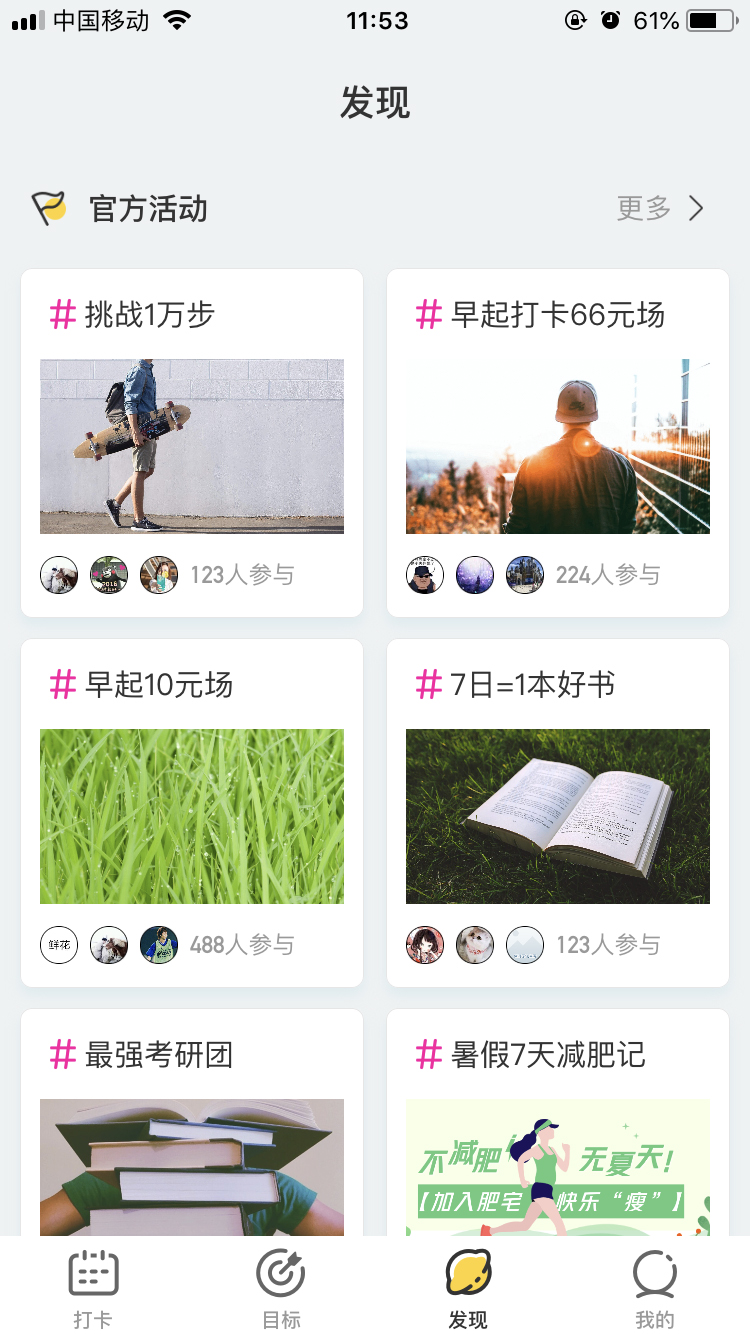 中国移动
11:53
61%
发现
官方活动
更多
# 挑战1万步
# 早起打卡66元场
123人参与
224人参与
# 早起10元场
# 7日=1本好书
鲜花
488人参与
123人参与
# 最强考研团
# 暑假7天减肥记
不减肥 无夏天!
【加入肥宅 快乐“瘦”】
打卡
目标
发现
我的